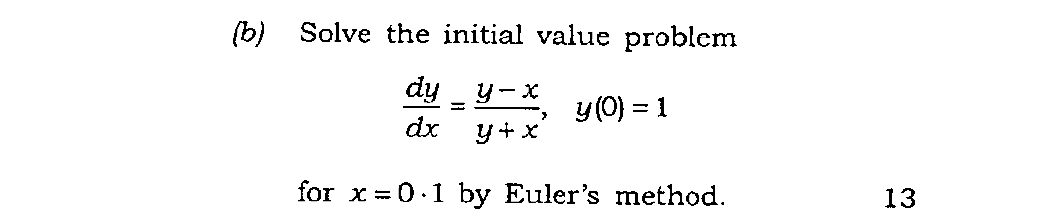 (b) Solve the initial value problem
dy/dx = y - x/y + x, y(0) = 1
for x = 0·1 by Euler's method. 13